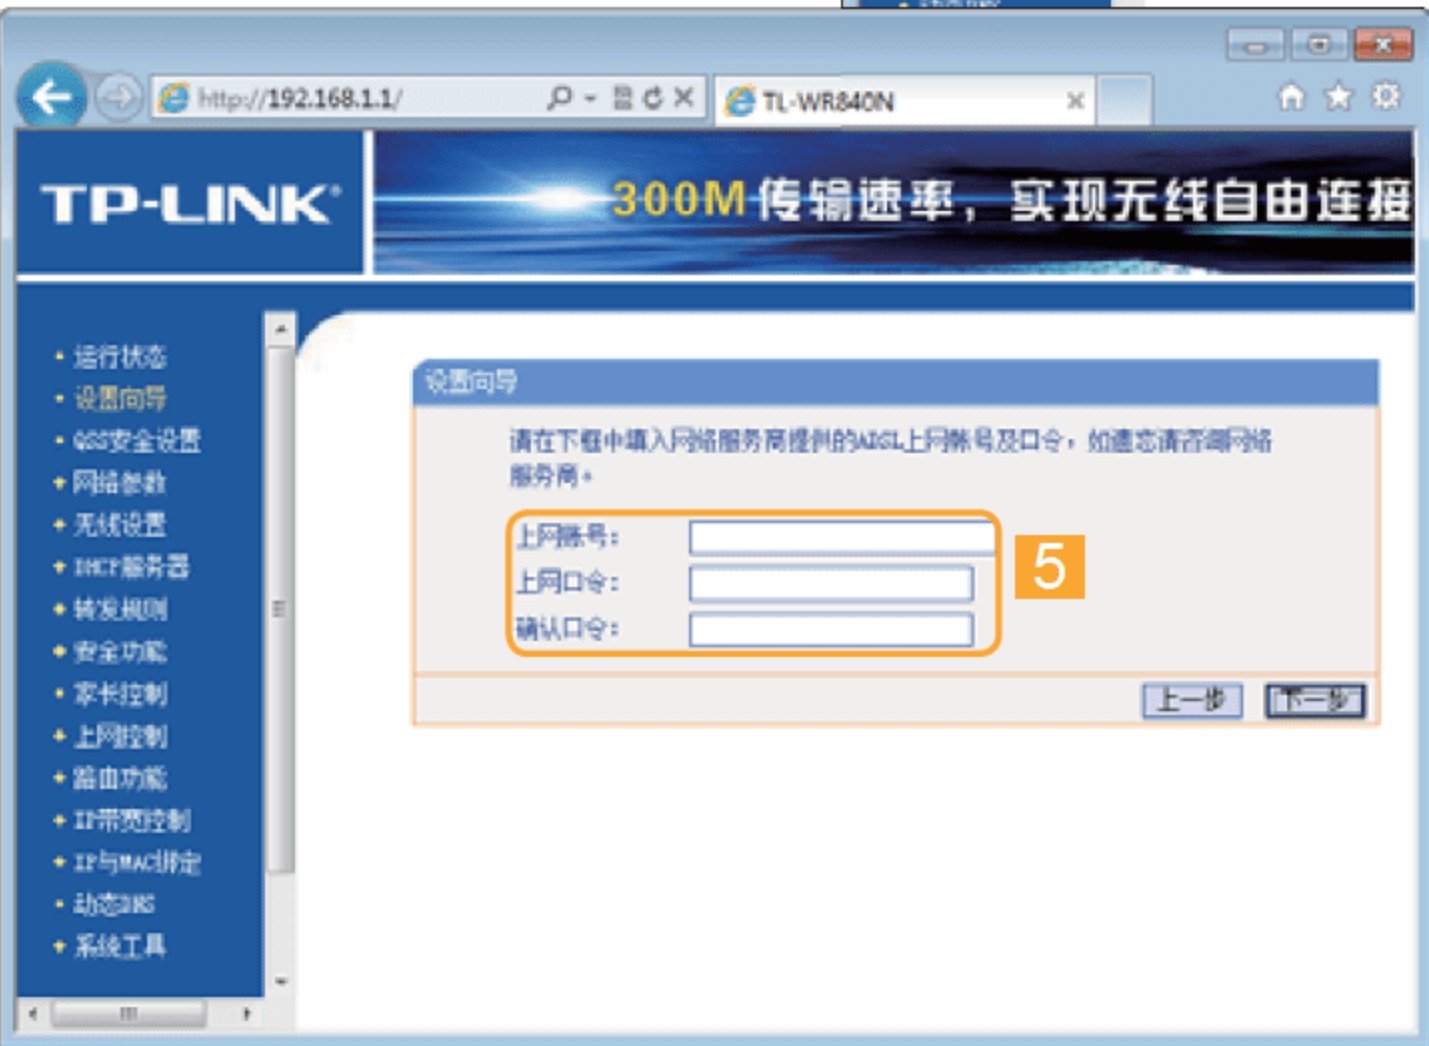 http://192.168.1.1/
TL-WR840N
TP-LINK
300M 传输速率，实现无线自由连接
运行状态
设置向导
QSS安全设置
网络参数
无线设置
DHCP服务器
转发规则
安全功能
家长控制
上网控制
路由功能
IP带宽控制
IP与MAC绑定
动态DNS
系统工具
设置向导
请在下框中填入网络服务商提供的ADSL上网帐号及口令，如遗忘请咨询网络
服务商。
上网账号：
上网口令：
确认口令：
5
上一步
下一步